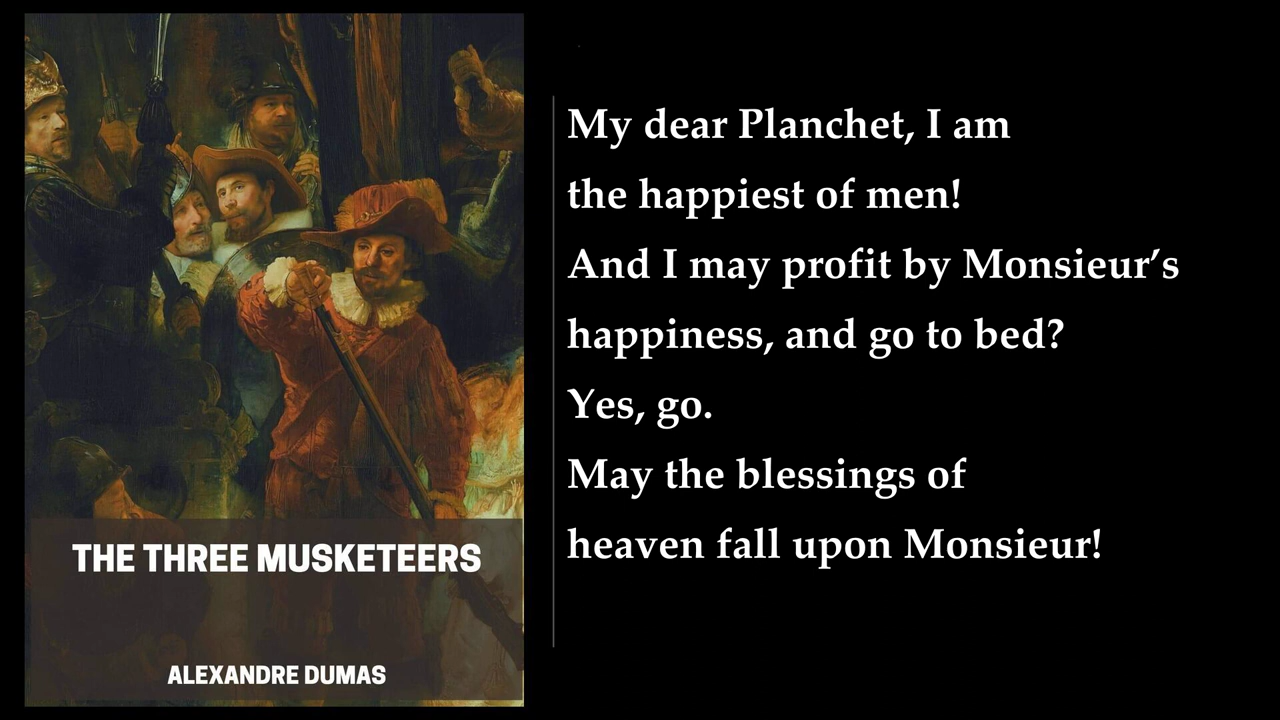 THE THREE MUSKETEERS
ALEXANDRE DUMAS
My dear Planchet, I am
the happiest of men!
And I may profit by Monsieur’s
happiness, and go to bed?
Yes, go.
May the blessings of
heaven fall upon Monsieur!